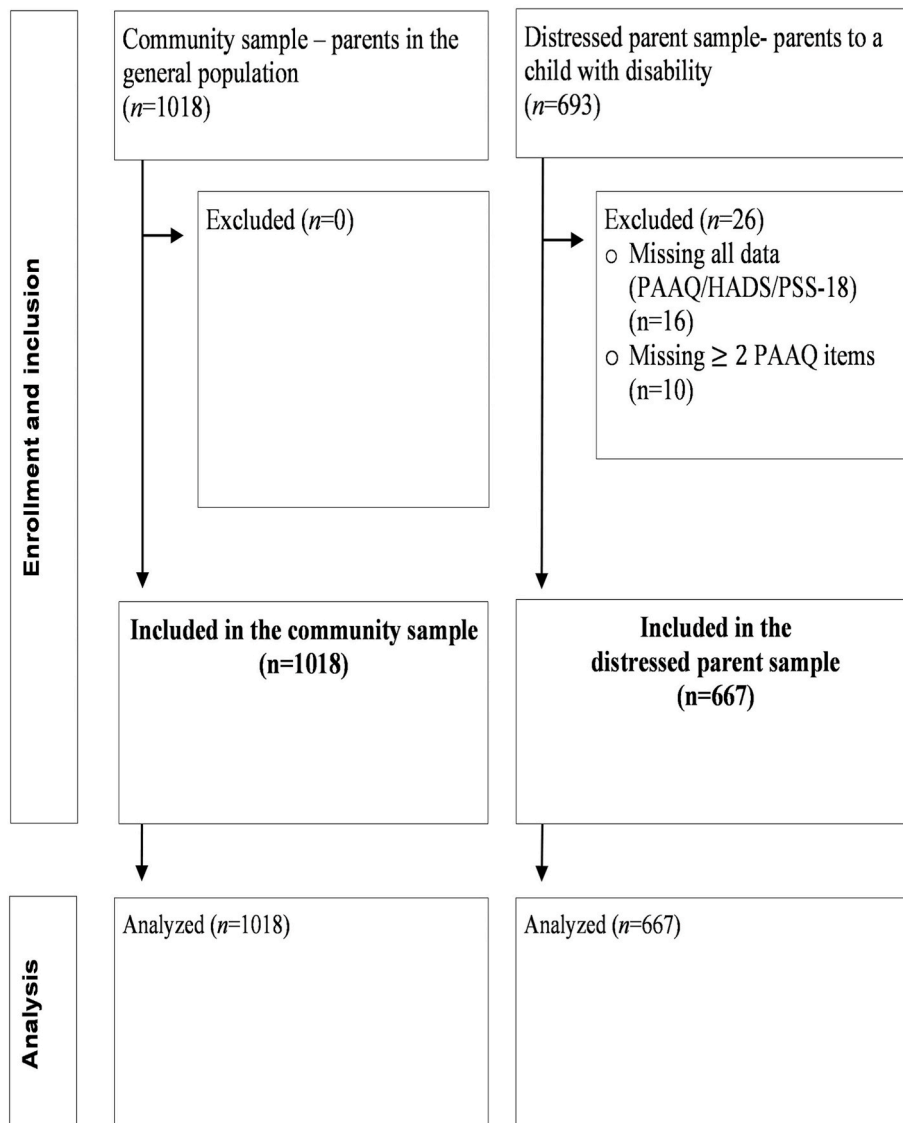 Enrollment and inclusion
Community sample – parents in the
general population
(n=1018)
Distressed parent sample- parents to a
child with disability
(n=693)
Excluded (n=0)
Excluded (n=26)
○ Missing all data
(PAAQ/HADS/PSS-18)
(n=16)
○ Missing ≥ 2 PAAQ items
(n=10)
Included in the community sample
(n=1018)
Included in the
distressed parent sample
(n=667)
Analysis
Analyzed (n=1018)
Analyzed (n=667)